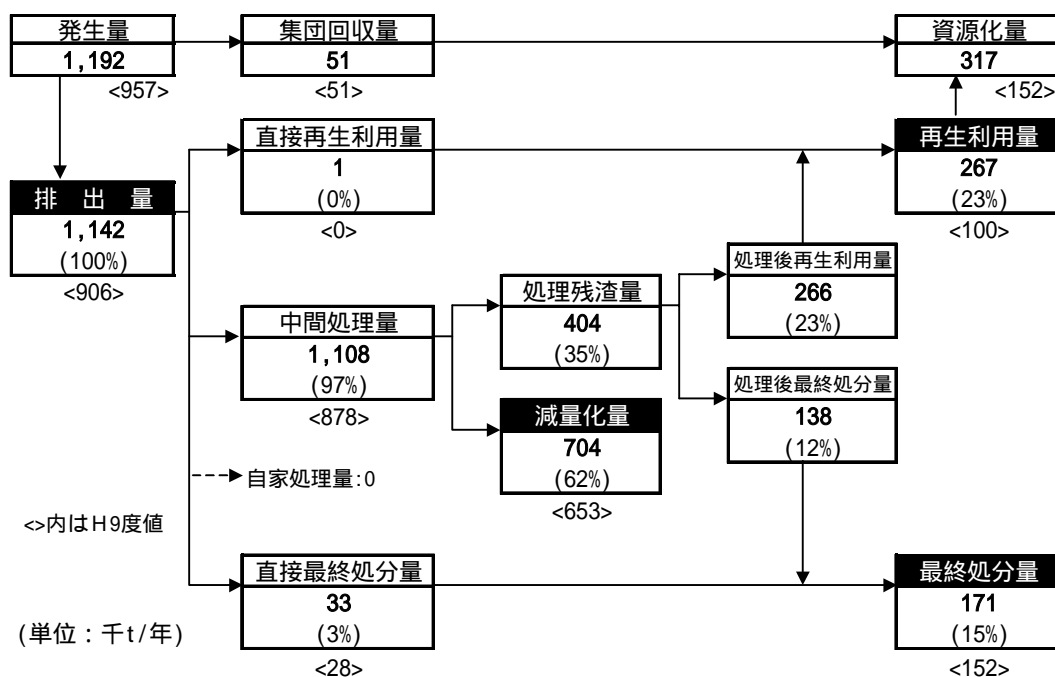 発生量
1,192
<957>
集団回収量
51
<51>
資源化量
317
<152>
直接再生利用量
1
(0%)
<0>
再生利用量
267
(23%)
<100>
排 出 量
1,142
(100%)
<906>
中間処理量
1,108
(97%)
<878>
処理残渣量
404
(35%)
処理後再生利用量
266
(23%)
減量化量
704
(62%)
<653>
処理後最終処分量
138
(12%)
自家処理量:0
<>内はH9度値
(単位：千t/年)
直接最終処分量
33
(3%)
<28>
最終処分量
171
(15%)
<152>